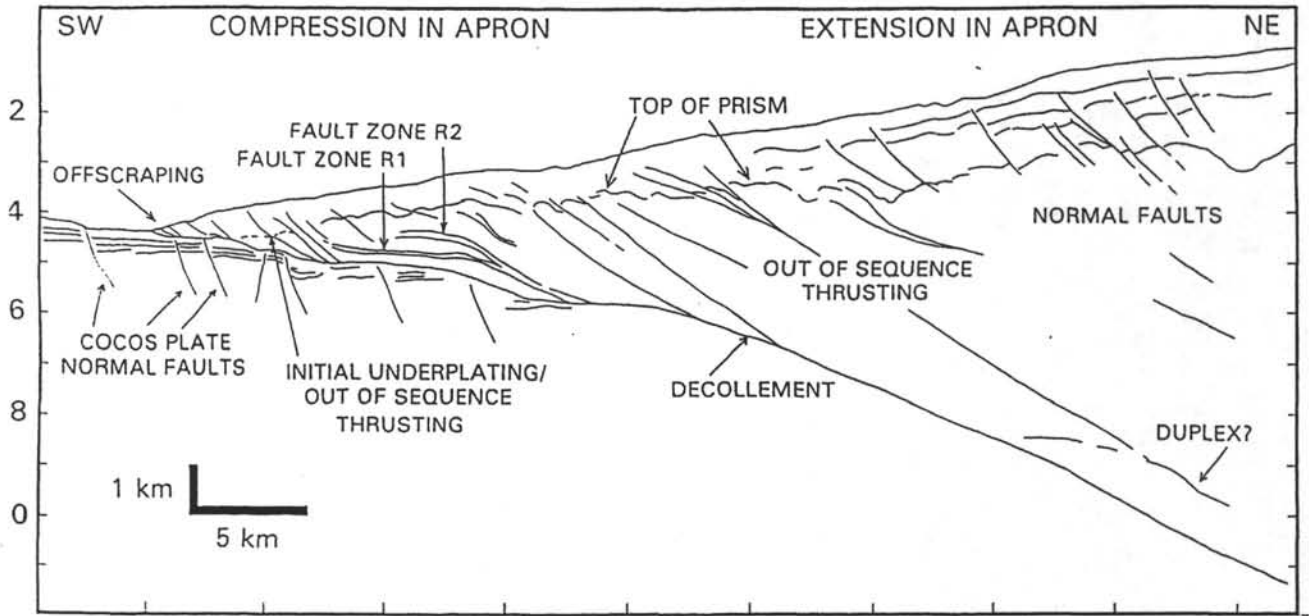 SW COMPRESSION IN APRON EXTENSION IN APRON NE
2
4
6
8
0
TOP OF PRISM
FAULT ZONE R2
FAULT ZONE R1
OFFSCRAPING
NORMAL FAULTS
OUT OF SEQUENCE
THRUSTING
COCOS PLATE
NORMAL FAULTS
INITIAL UNDERPLATING/
OUT OF SEQUENCE
THRUSTING
DECOLLEMENT
DUPLEX?
1 km
5 km